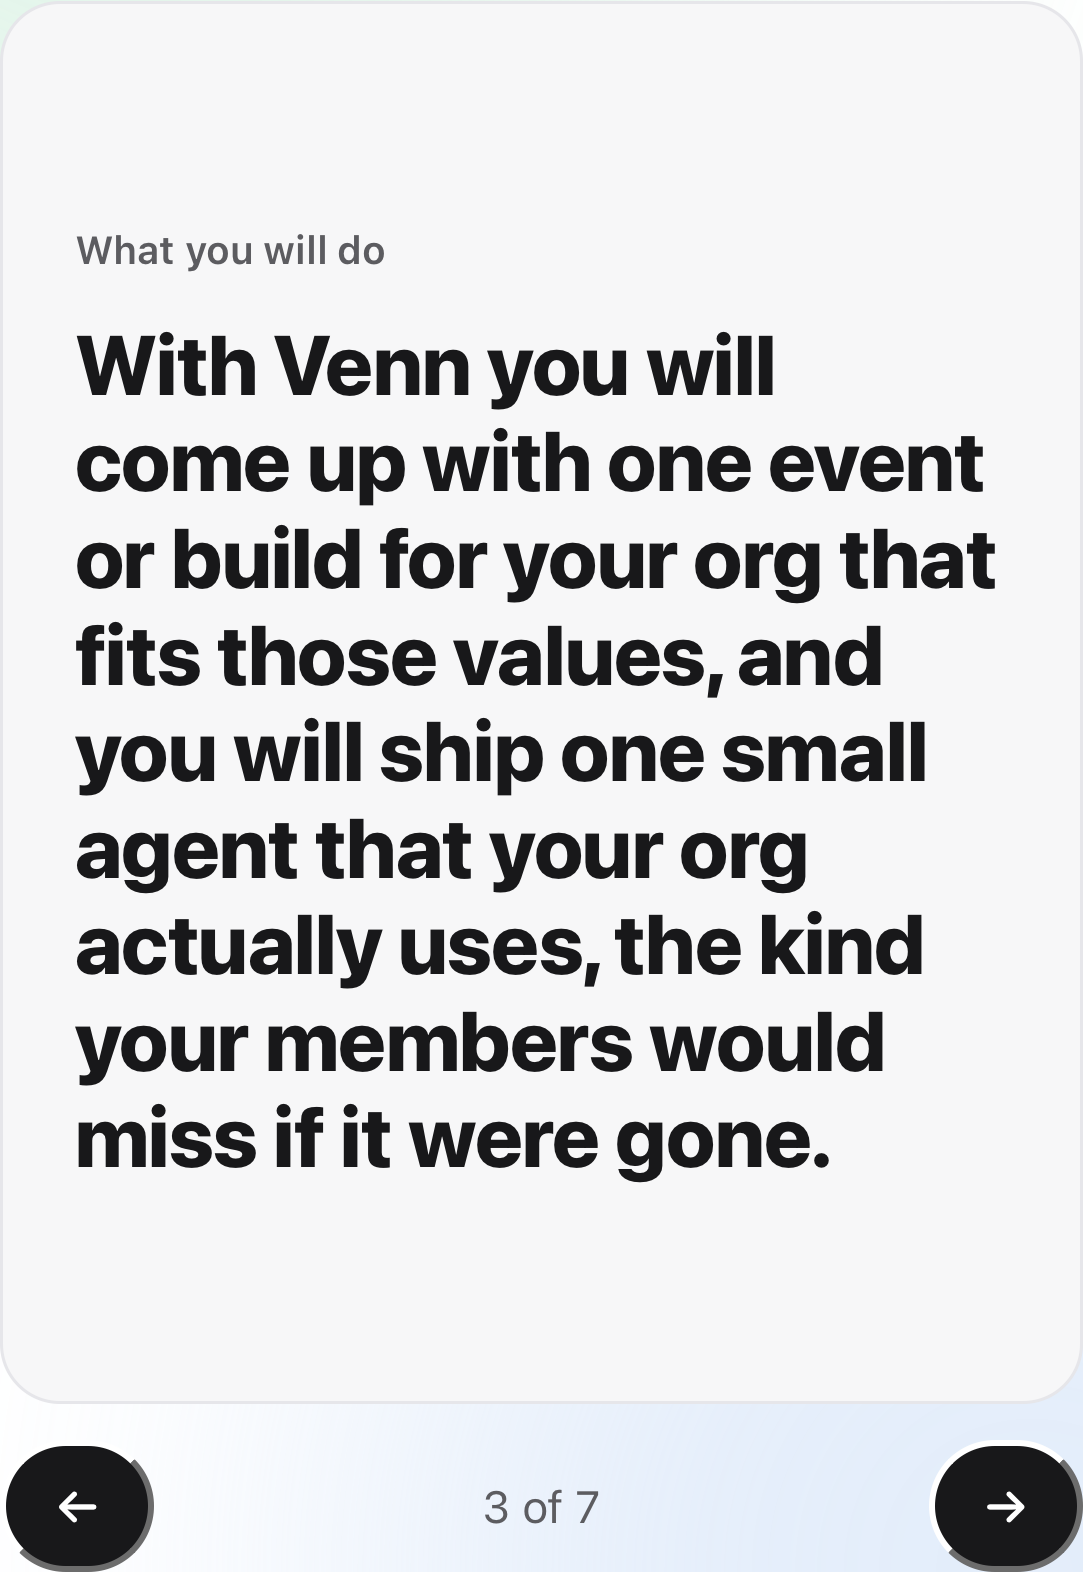 What you will do
With Venn you will
come up with one event
or build for your org that
fits those values, and
you will ship one small
agent that your org
actually uses, the kind
your members would
miss if it were gone.
3 of 7